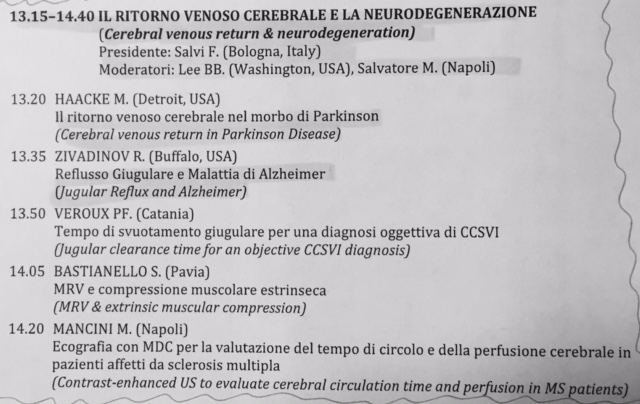 13.15–14.40 IL RITORNO VENOSO CEREBRALE E LA NEURODEGENERAZIONE
(Cerebral venous return & neurodegeneration)
Presidente: Salvi F. (Bologna, Italy)
Moderatori: Lee BB. (Washington, USA), Salvatore M. (Napoli)
13.20 HAACKE M. (Detroit, USA)
Il ritorno venoso cerebrale nel morbo di Parkinson
(Cerebral venous return in Parkinson Disease)
13.35 ZIVADINOV R. (Buffalo, USA)
Reflusso Giugulare e Malattia di Alzheimer
(Jugular Reflux and Alzheimer)
13.50 VEROUX PF. (Catania)
Tempo di svuotamento giugulare per una diagnosi oggettiva di CCSVI
(Jugular clearance time for an objective CCSVI diagnosis)
14.05 BASTIANELLO S. (Pavia)
MRV e compressione muscolare estrinseca
(MRV & extrinsic muscular compression)
14.20 MANCINI M. (Napoli)
Ecografia con MDC per la valutazione del tempo di circolo e della perfusione cerebrale in
pazienti affetti da sclerosis multipla
(Contrast-enhanced US to evaluate cerebral circulation time and perfusion in MS patients)